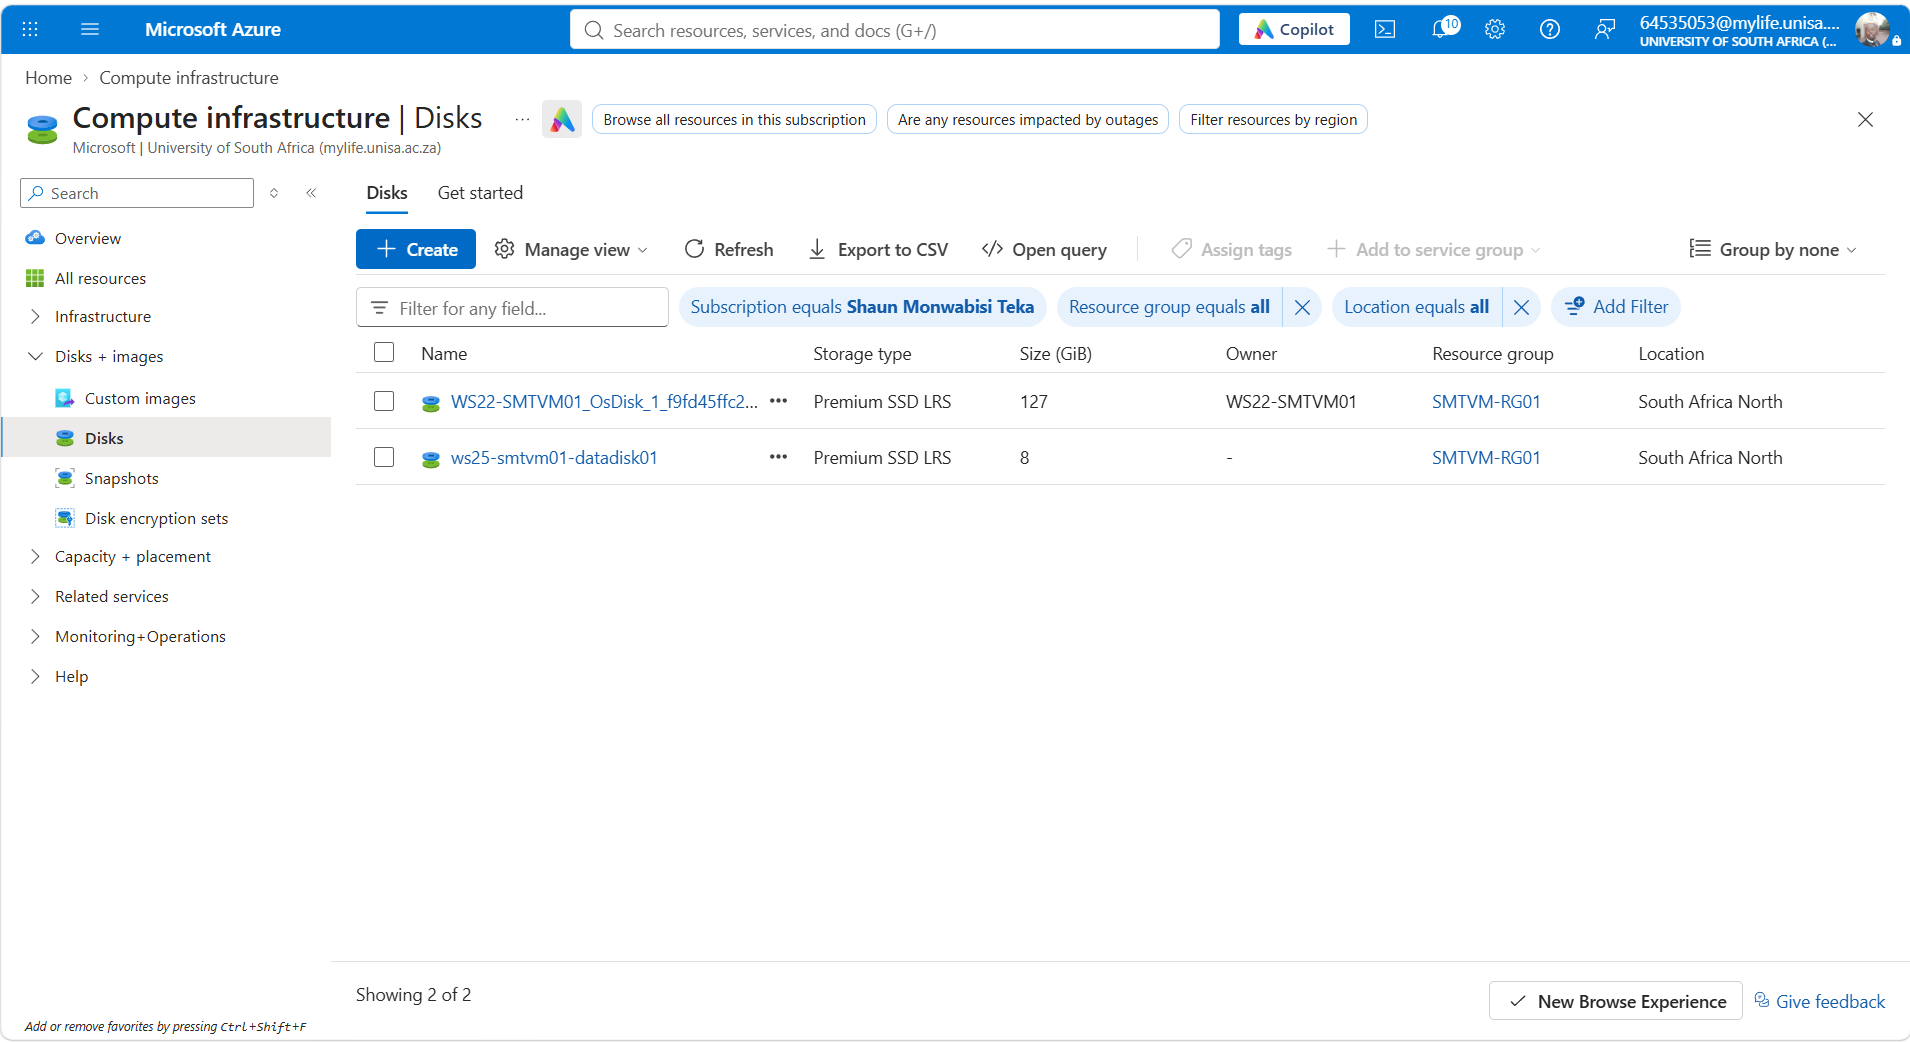 Microsoft Azure
Search resources, services, and docs (G+/)
Copilot
10
64535053@mylife.unisa....
UNIVERSITY OF SOUTH AFRICA (...
Home > Compute infrastructure
Compute infrastructure | Disks
...
Browse all resources in this subscription
Are any resources impacted by outages
Filter resources by region
Microsoft | University of South Africa (mylife.unisa.ac.za)
Search
Overview
All resources
Infrastructure
Disks + images
Custom images
Disks
Snapshots
Disk encryption sets
Capacity + placement
Related services
Monitoring+Operations
Help
Add or remove favorites by pressing Ctrl+Shift+F
Disks Get started
Create Manage view Refresh Export to CSV Open query Assign tags Add to service group Group by none
Filter for any field... Subscription equals Shaun Monwabisi Teka Resource group equals all Location equals all Add Filter
Name Storage type Size (GiB) Owner Resource group Location
WS22-SMTVM01_OsDisk_1_f9fd45ffc2... ••• Premium SSD LRS 127 WS22-SMTVM01 SMTVM-RG01 South Africa North
ws25-smtvm01-datadisk01 ••• Premium SSD LRS 8 - SMTVM-RG01 South Africa North
Showing 2 of 2
New Browse Experience
Give feedback